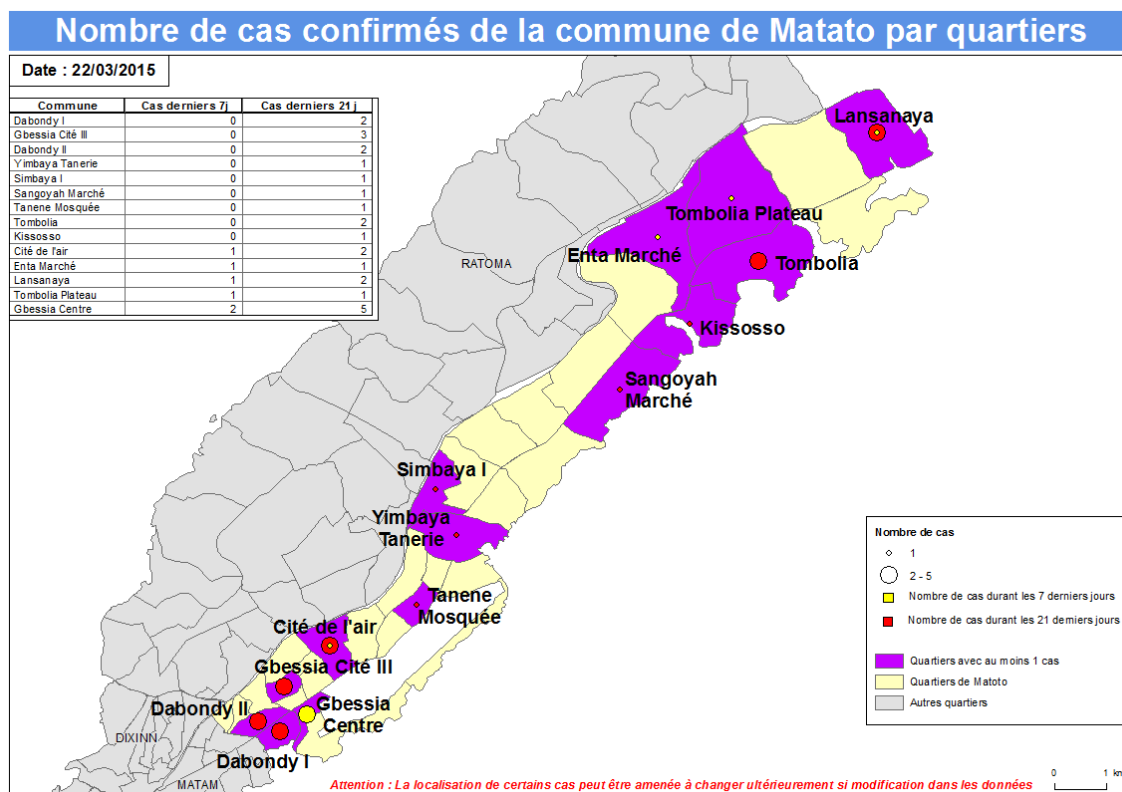 Nombre de cas confirmés de la commune de Matato par quartiers
Date : 22/03/2015
Commune Cas derniers 7j Cas derniers 21 j
Dabondy I 0 2
Gbessia Cité III 0 3
Dabondy II 0 2
Yimbaya Tanerie 0 1
Simbaya I 0 1
Sangoyah Marché 0 1
Tanene Mosquée 0 1
Tombolia 0 2
Kissosso 0 1
Cité de l'air 1 2
Enta Marché 1 1
Lansanaya 1 2
Tombolia Plateau 1 1
Gbessia Centre 2 5
Lansanaya
Tombolia Plateau
Enta Marché
Tombolia
RATOMA
Kissosso
Sangoyah
Marché
Simbaya I
Yimbaya
Tanerie
Tanene
Mosquée
Cité de l'air
Gbessia Cité III
Gbessia
Centre
Dabondy II
Dabondy I
DIXINN
MATAM
Nombre de cas
1
2 - 5
Nombre de cas durant les 7 derniers jours
Nombre de cas durant les 21 derniers jours
Quartiers avec au moins 1 cas
Quartiers de Matoto
Autres quartiers
Attention : La localisation de certains cas peut être amenée à changer ultérieurement si modification dans les données
0 1 km